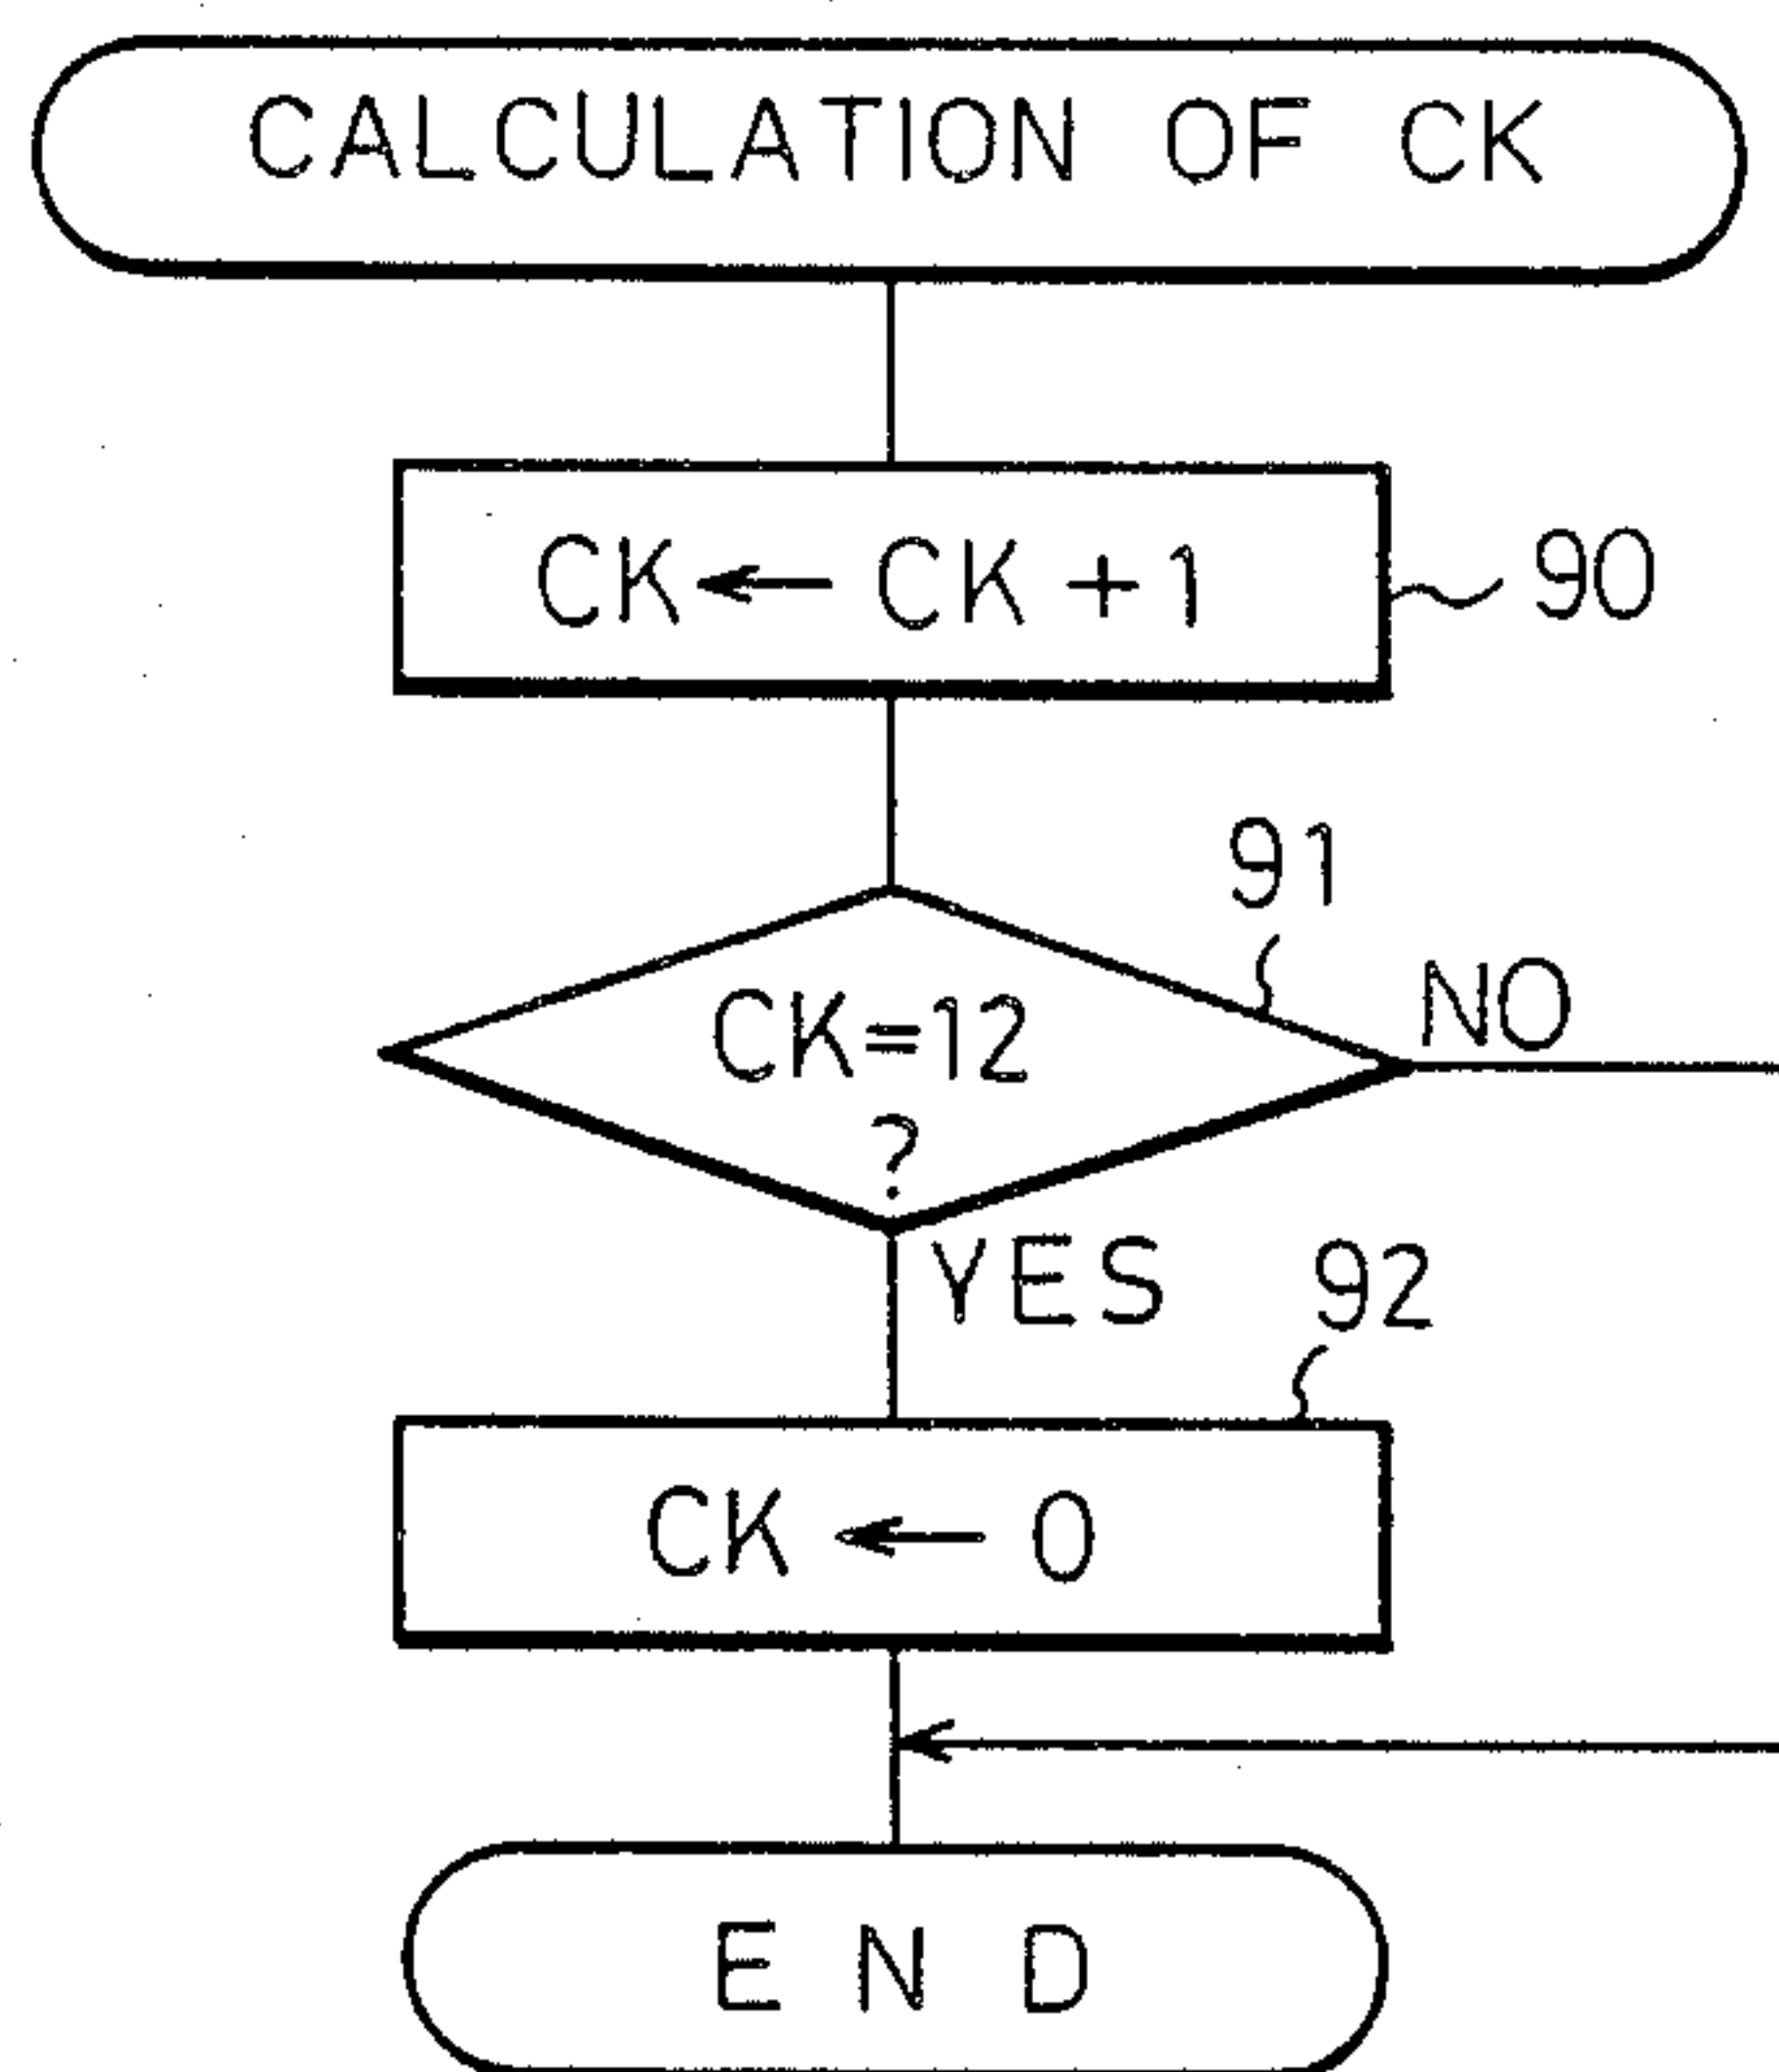 CALCULATION OF CK
CK ← CK + 1
90
91
CK=12
?
NO
YES
92
CK ← 0
END